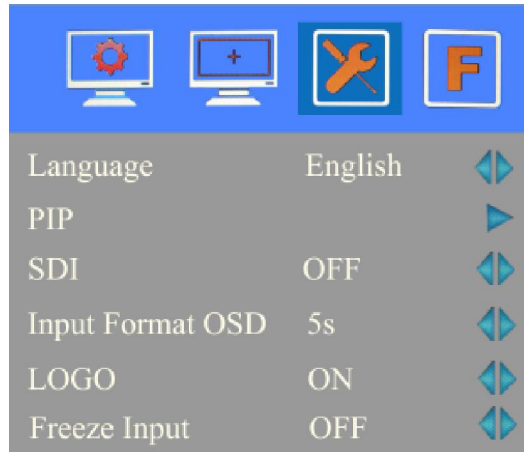 F
Language English
PIP
SDI OFF
Input Format OSD 5s
LOGO ON
Freeze Input OFF